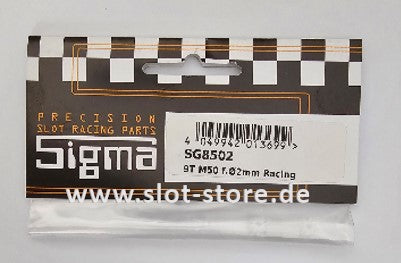 PRECISION
SLOT RACING PARTS
Sigma
4 049942 013699 >
SG8502
9T M50 f.Ø2mm Racing
www.slot-store.de